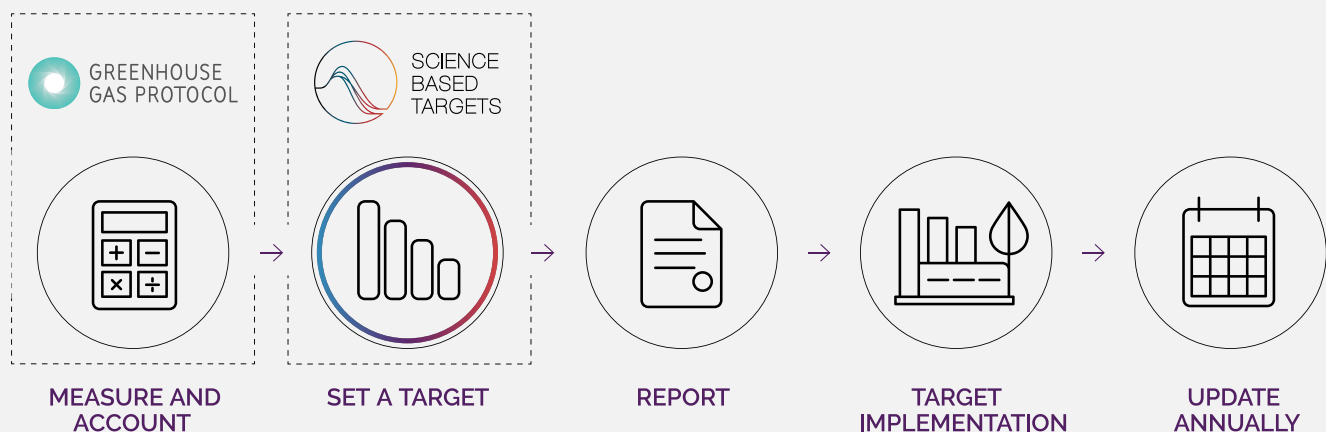 GREENHOUSE
GAS PROTOCOL
SCIENCE
BASED
TARGETS
MEASURE AND
ACCOUNT
SET A TARGET
REPORT
TARGET
IMPLEMENTATION
UPDATE
ANNUALLY